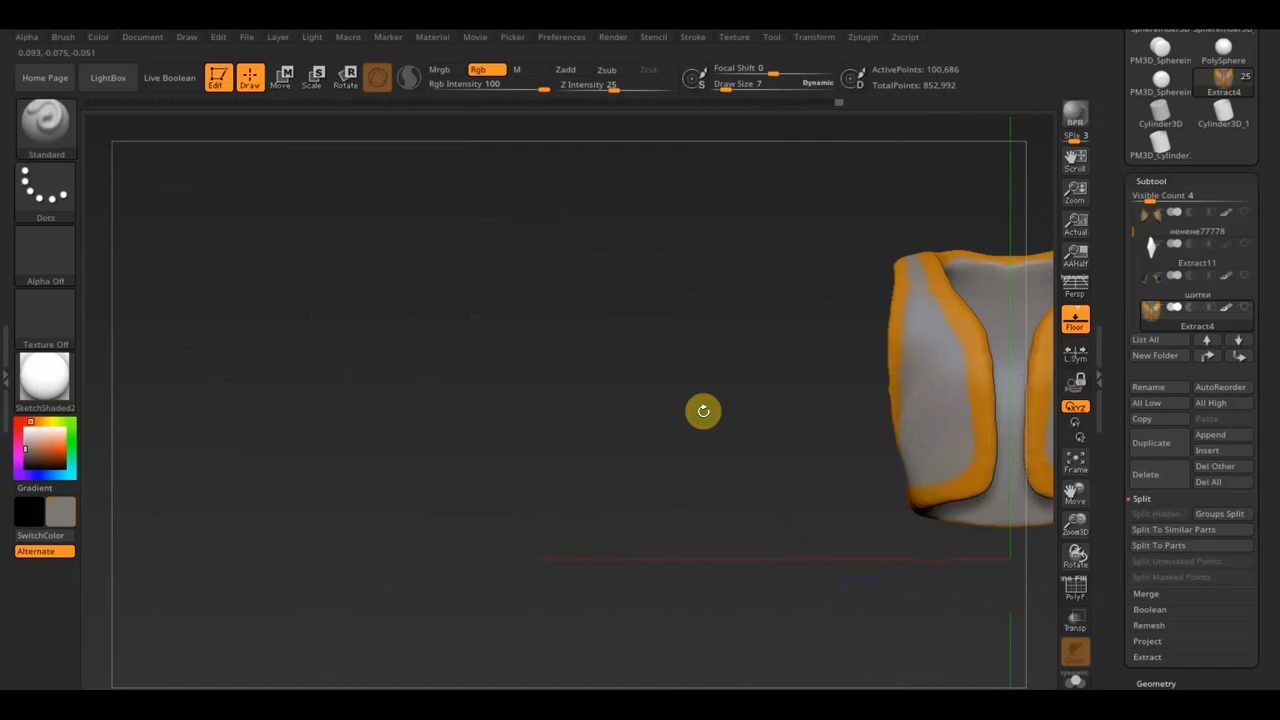 Alpha Brush Color Document Draw Edit File Layer Light Macro Marker Material Movie Picker Preferences Render Stencil Stroke Texture Tool Transform Zplugin Zscript
0.093,-0.075,-0.051
Home Page LightBox Live Boolean Edit Draw Move Scale Rotate
Mrgb Rgb M Zadd Zsub Zcut
Rgb Intensity 100 Z Intensity 25
Focal Shift 0
Draw Size 7 Dynamic
ActivePoints: 100,686
TotalPoints: 852,992
Standard
Dots
Alpha Off
Texture Off
SketchShaded2
Gradient
SwitchColor
Alternate
BPR
SPix 3
Scroll
Zoom
Actual
AAHalf
Persp
Floor
L.Sym
XYZ
Frame
Move
Zoom3D
Rotate
PolyF
Transp
PM3D_Spherein PolySphere
25
PM3D_Spherein Extract4
Cylinder3D Cylinder3D_1
PM3D_Cylinder
Subtool
Visible Count 4
ненене77778
Extract11
шитки
Extract4
List All
New Folder
Rename AutoReorder
All Low All High
Copy Paste
Duplicate Append
Insert
Delete Del Other
Del All
Split
Split Hidden Groups Split
Split To Similar Parts
Split To Parts
Split Unmasked Points
Split Masked Points
Merge
Boolean
Remesh
Project
Extract
Geometry